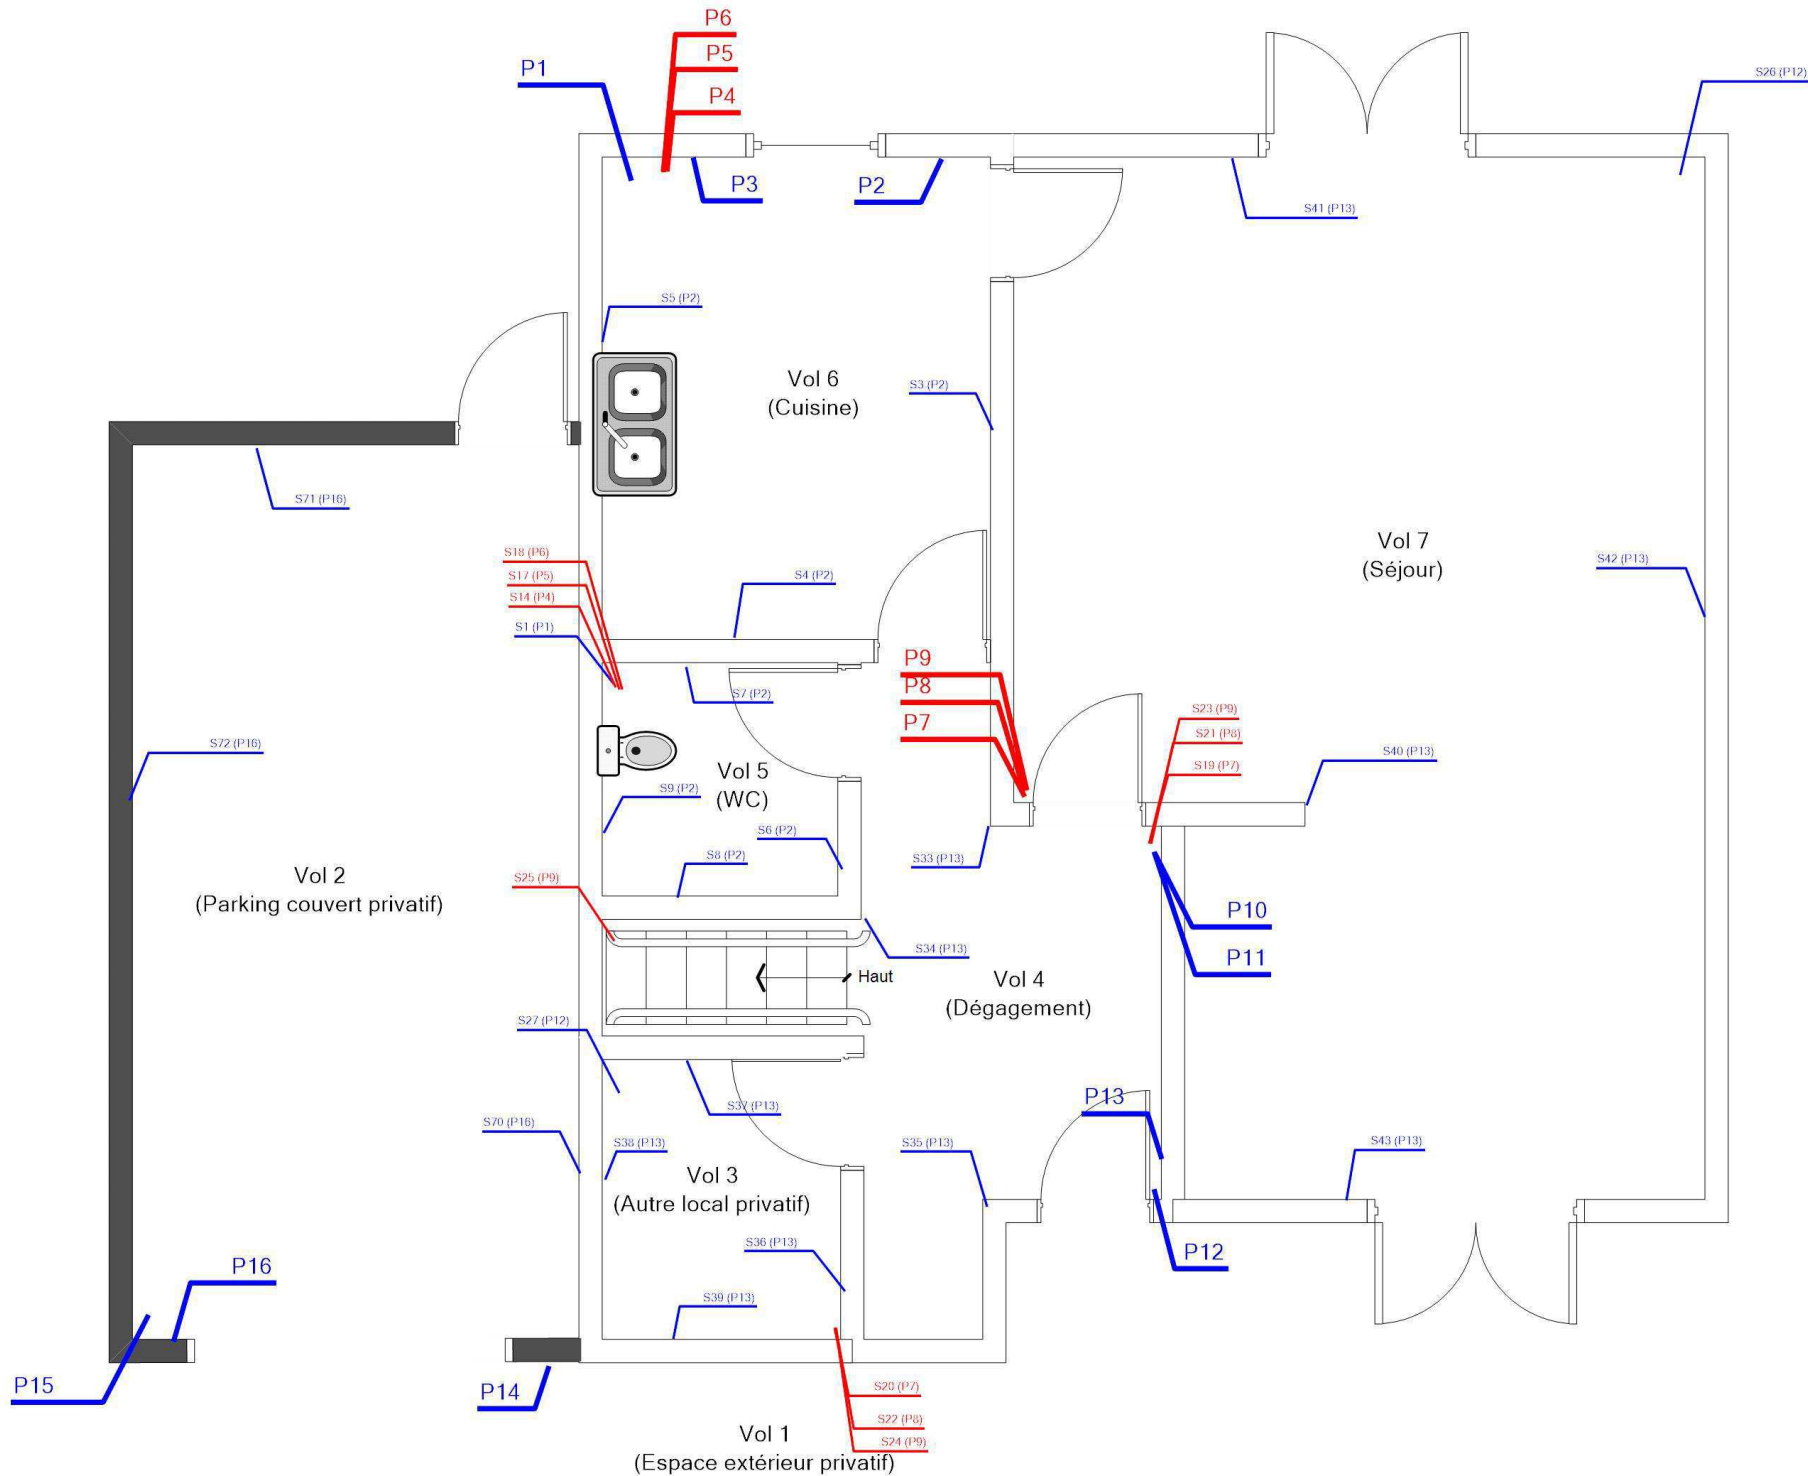 P6
P5
P4
P1
P3
P2
S26 (P12)
S41 (P13)
S5 (P2)
Vol 6
(Cuisine)
S3 (P2)
S71 (P16)
S18 (P6)
S17 (P5)
S14 (P4)
S1 (P1)
S4 (P2)
Vol 7
(Séjour)
S42 (P13)
P9
P8
P7
S7 (P2)
S23 (P9)
S21 (P8)
S19 (P7)
S40 (P13)
S72 (P16)
Vol 5
(WC)
S9 (P2)
S6 (P2)
S8 (P2)
S33 (P13)
Vol 2
(Parking couvert privatif)
S25 (P9)
P10
P11
S34 (P13)
Haut
Vol 4
(Dégagement)
S27 (P12)
S37 (P13)
P13
S70 (P16)
S38 (P13)
S35 (P13)
S43 (P13)
Vol 3
(Autre local privatif)
S36 (P13)
P12
P16
S39 (P13)
P15
P14
S20 (P7)
S22 (P8)
S24 (P9)
Vol 1
(Espace extérieur privatif)